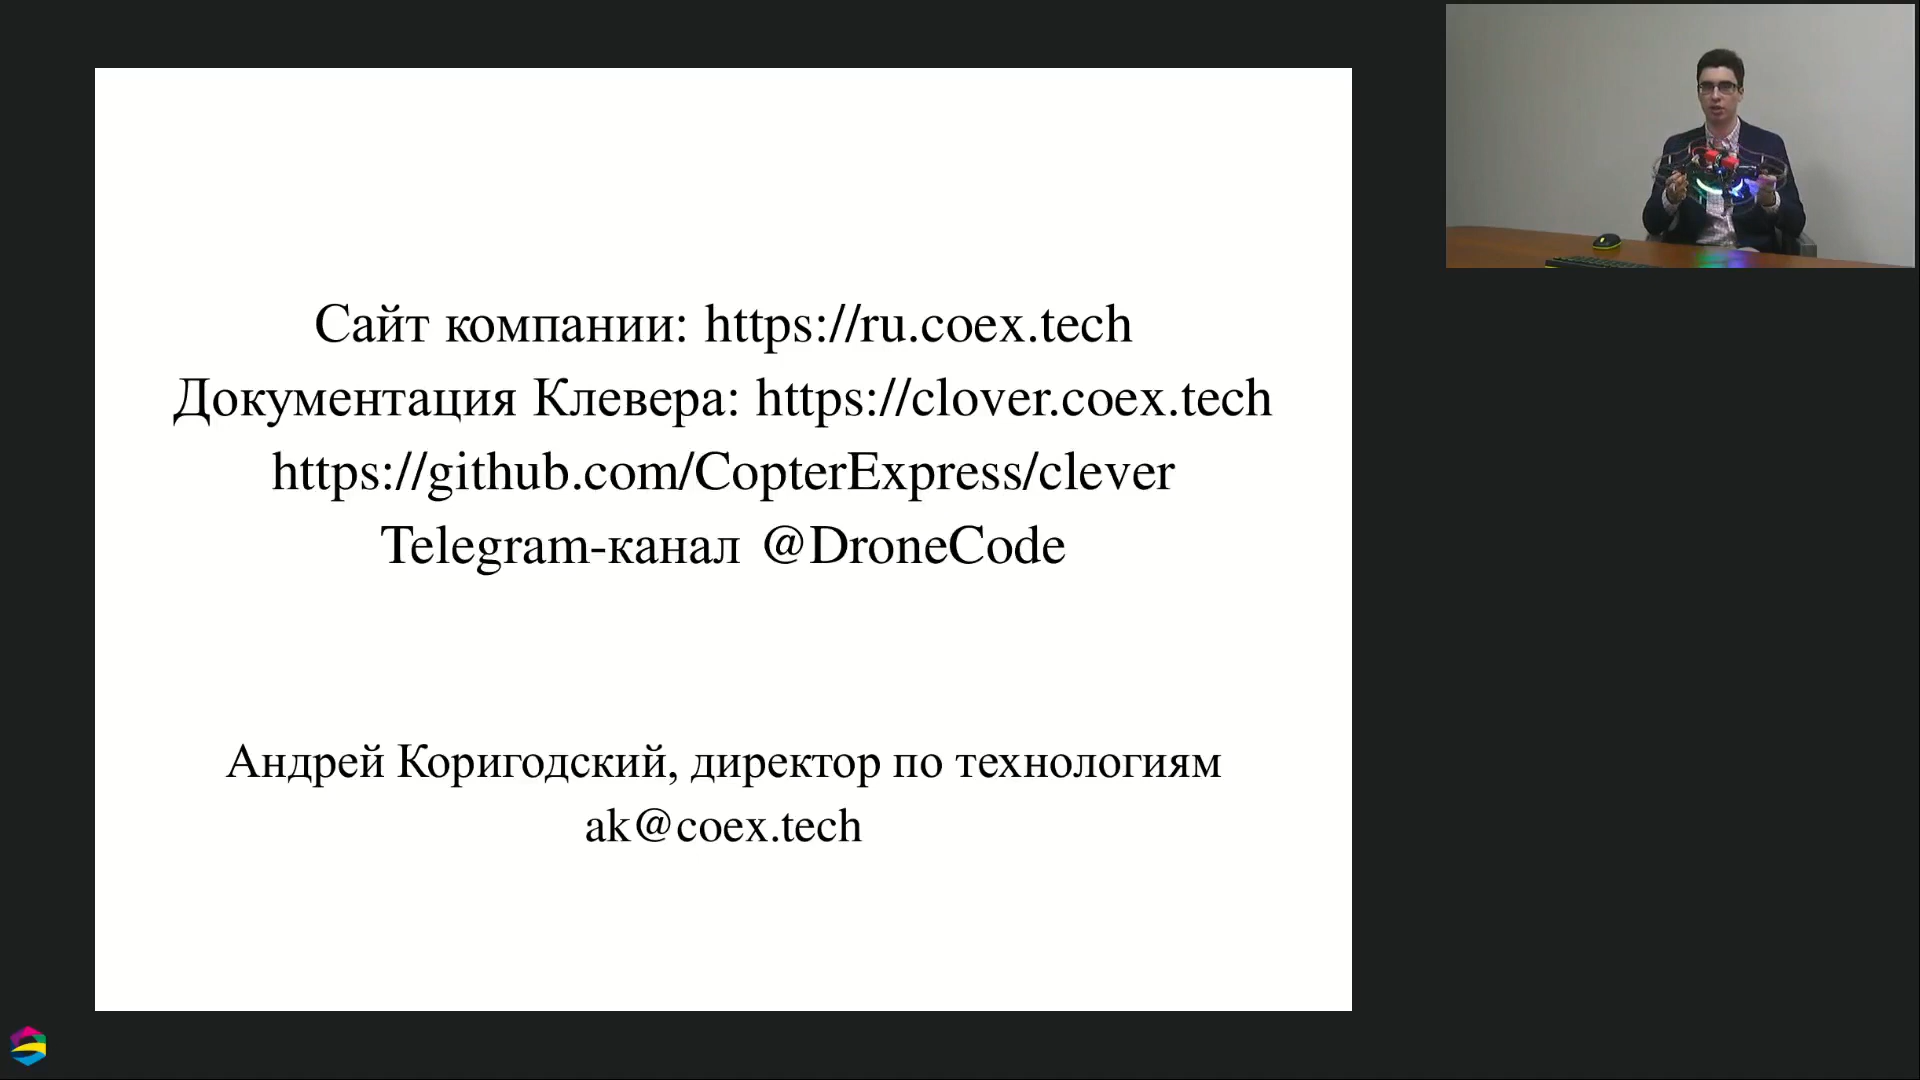 Сайт компании: https://ru.coex.tech
Документация Клевера: https://clover.coex.tech
https://github.com/CopterExpress/clever
Telegram-канал @DroneCode
Андрей Коригодский, директор по технологиям
ak@coex.tech